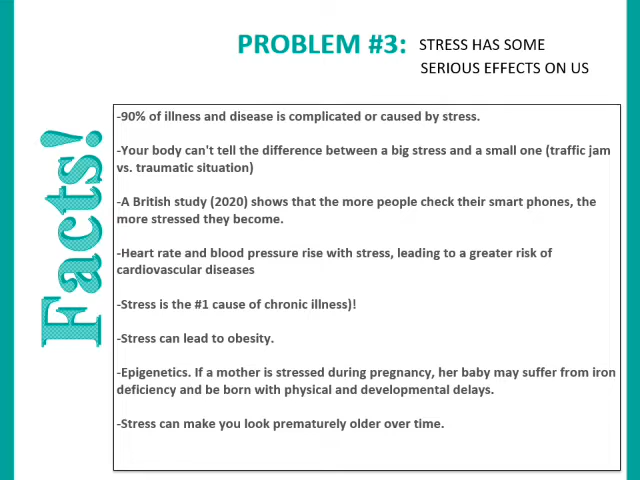 PROBLEM #3: STRESS HAS SOME
SERIOUS EFFECTS ON US
Facts!
-90% of illness and disease is complicated or caused by stress.
-Your body can't tell the difference between a big stress and a small one (traffic jam
vs. traumatic situation)
-A British study (2020) shows that the more people check their smart phones, the
more stressed they become.
-Heart rate and blood pressure rise with stress, leading to a greater risk of
cardiovascular diseases
-Stress is the #1 cause of chronic illness)!
-Stress can lead to obesity.
-Epigenetics. If a mother is stressed during pregnancy, her baby may suffer from iron
deficiency and be born with physical and developmental delays.
-Stress can make you look prematurely older over time.